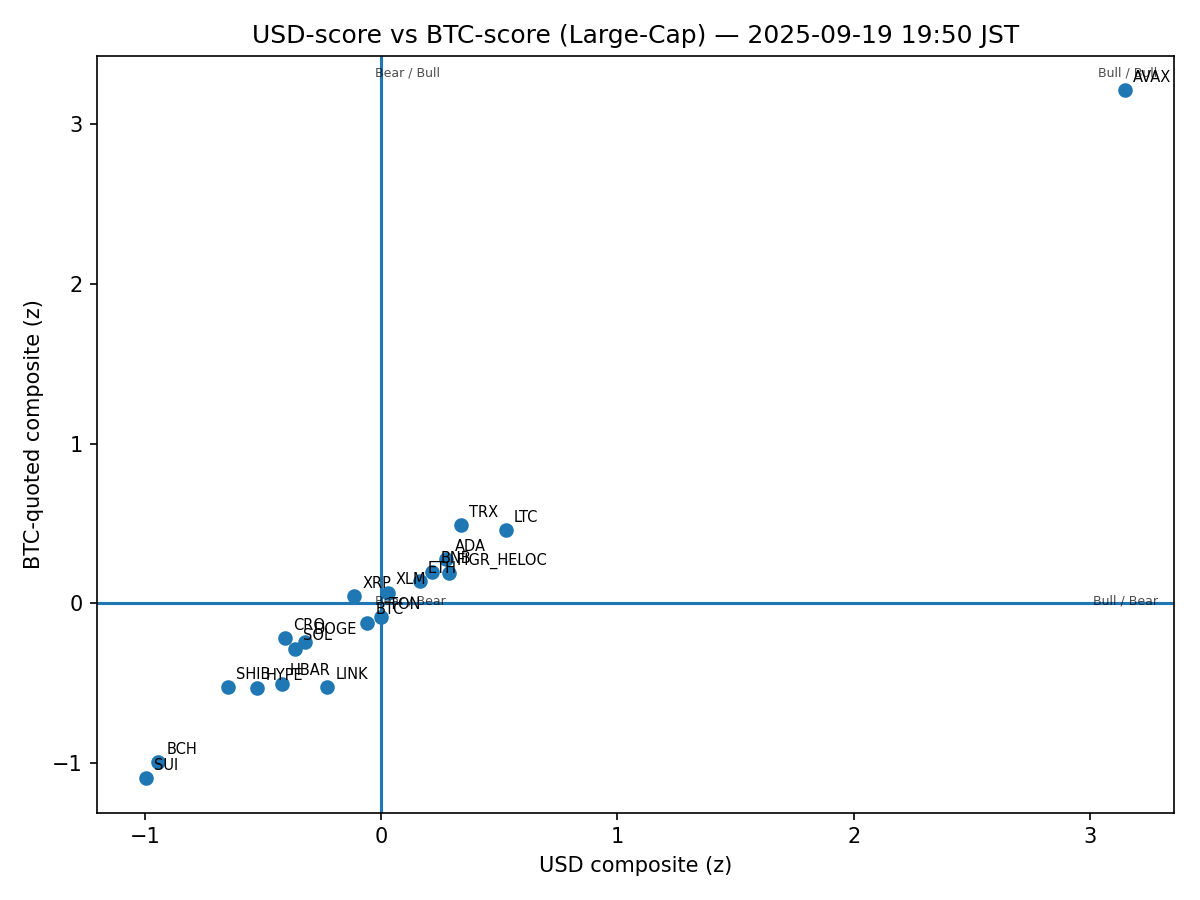 USD-score vs BTC-score (Large-Cap) — 2025-09-19 19:50 JST
Bear / Bull
Bull / Bull
AVAX
3
2
1
0
−1
BTC-quoted composite (z)
TRX
LTC
ADA
BNB
FIGR_HELOC
ETH
XLM
XRP
Bear / Bear
Bull / Bear
TON
BTC
CRO
DOGE
SOL
HBAR
SHIB
HYPE
LINK
BCH
SUI
−1
0
1
2
3
USD composite (z)